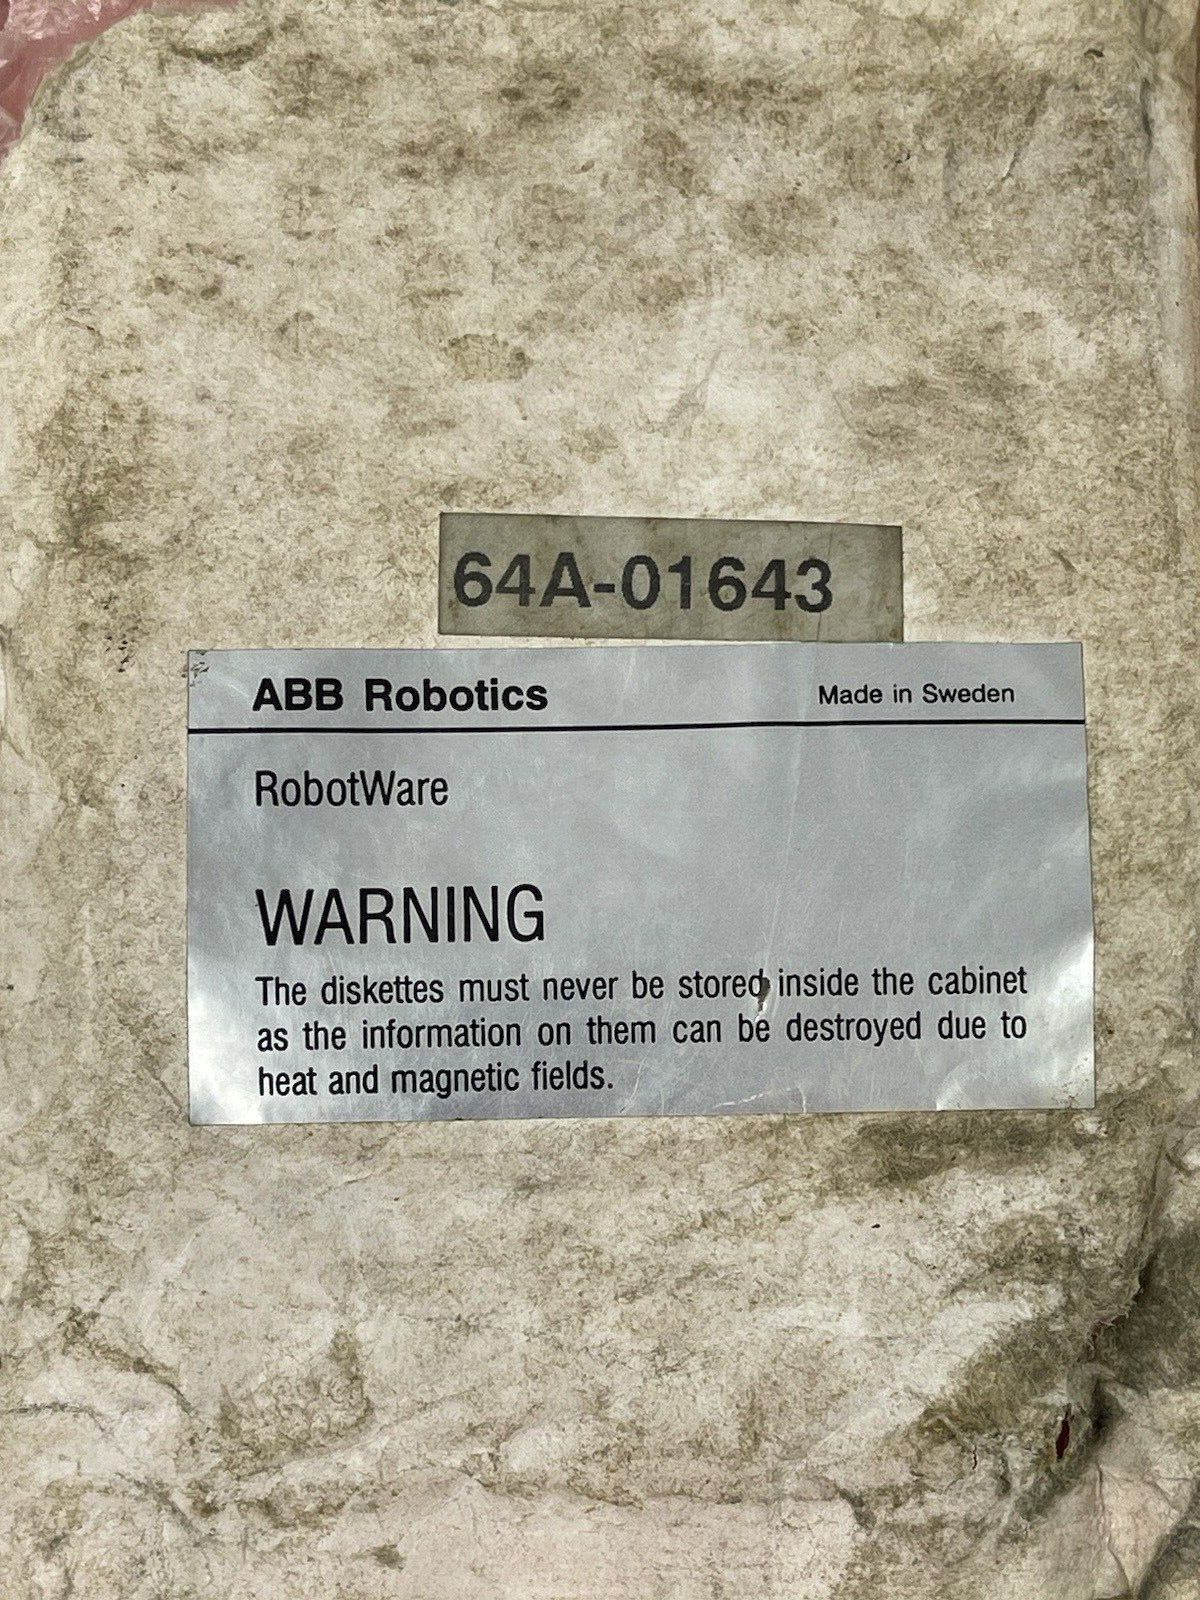 64A-01643
ABB Robotics Made in Sweden
RobotWare
WARNING
The diskettes must never be stored inside the cabinet
as the information on them can be destroyed due to
heat and magnetic fields.